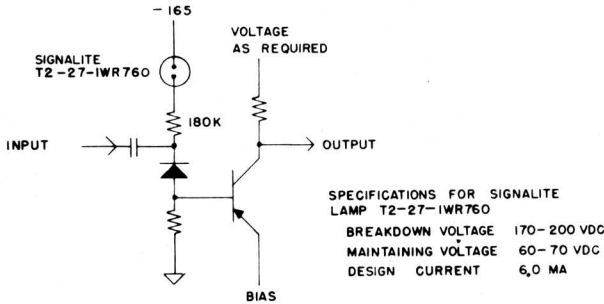 - 165
VOLTAGE
AS REQUIRED
SIGNALITE
T2-27-1WR760
180K
INPUT
OUTPUT
SPECIFICATIONS FOR SIGNALITE
LAMP T2-27-1WR760
BREAKDOWN VOLTAGE 170-200 VDC
MAINTAINING VOLTAGE 60-70 VDC
DESIGN CURRENT 6.0 MA
BIAS